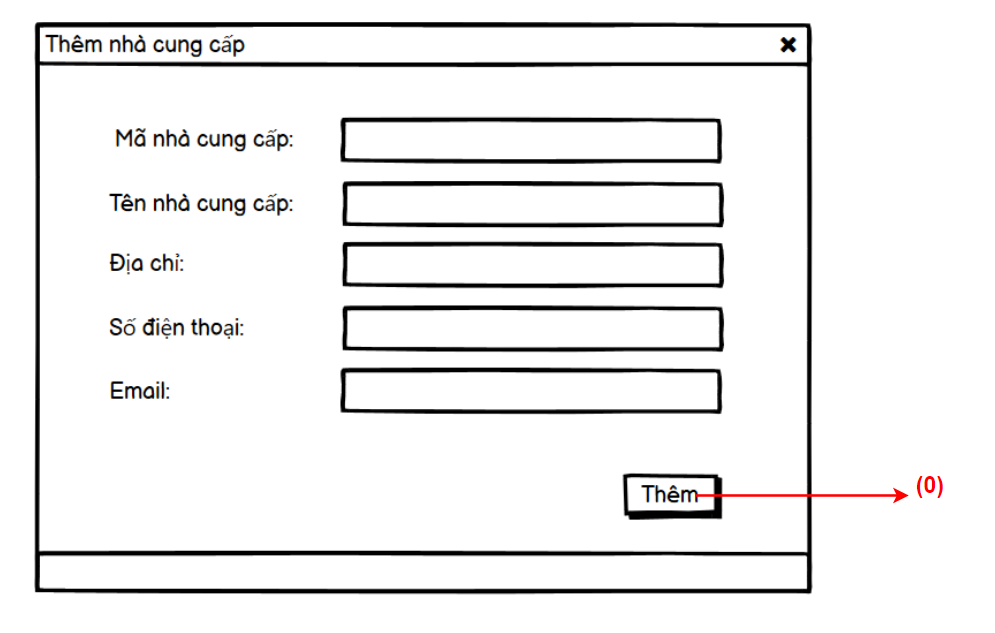 Thêm nhà cung cấp
Mã nhà cung cấp:
Tên nhà cung cấp:
Địa chỉ:
Số điện thoại:
Email:
Thêm
(0)